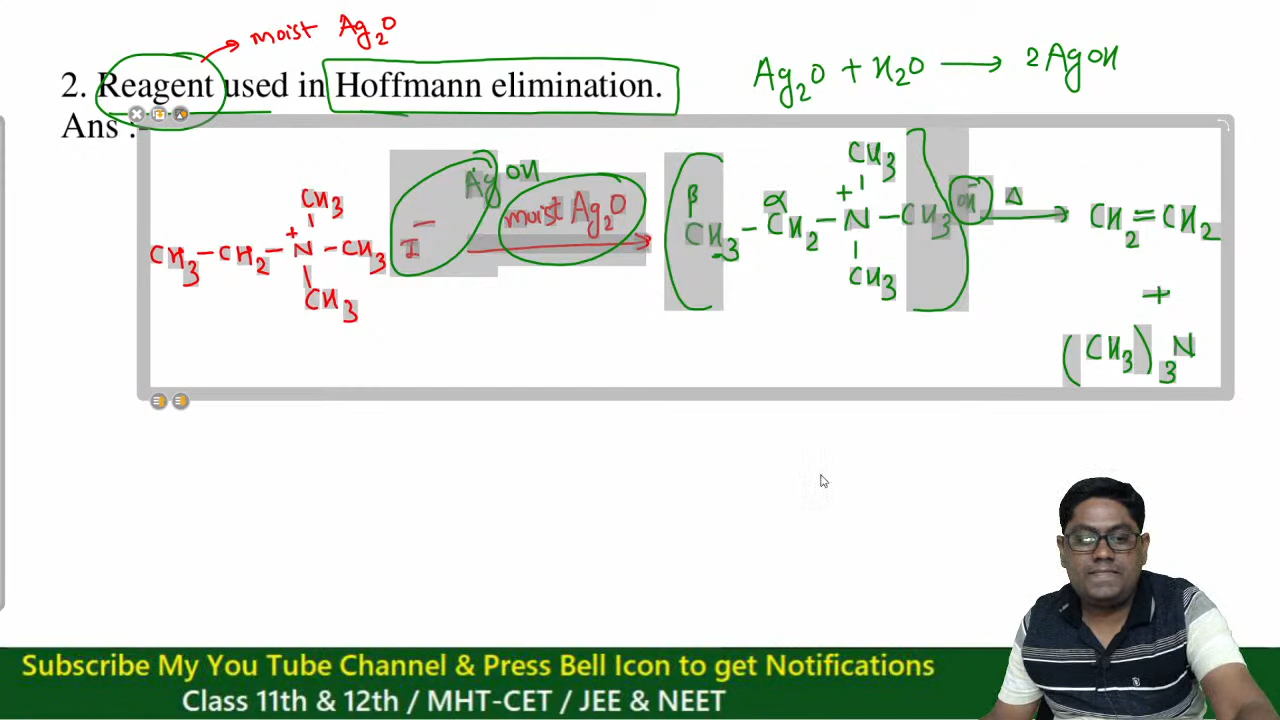 moist Ag2O
2. Reagent used in Hoffmann elimination.
Ag2O + H2O ⟶ 2AgOH
Ans :
CH3
CH3 – CH2 – N+ – CH3 I−
CH3
AgOH
moist Ag2O
CH3
β α +
CH3 – CH2 – N – CH3 OH−
CH3
Δ
CH2 = CH2
+
(CH3)3N
Subscribe My You Tube Channel & Press Bell Icon to get Notifications
Class 11th & 12th / MHT-CET / JEE & NEET